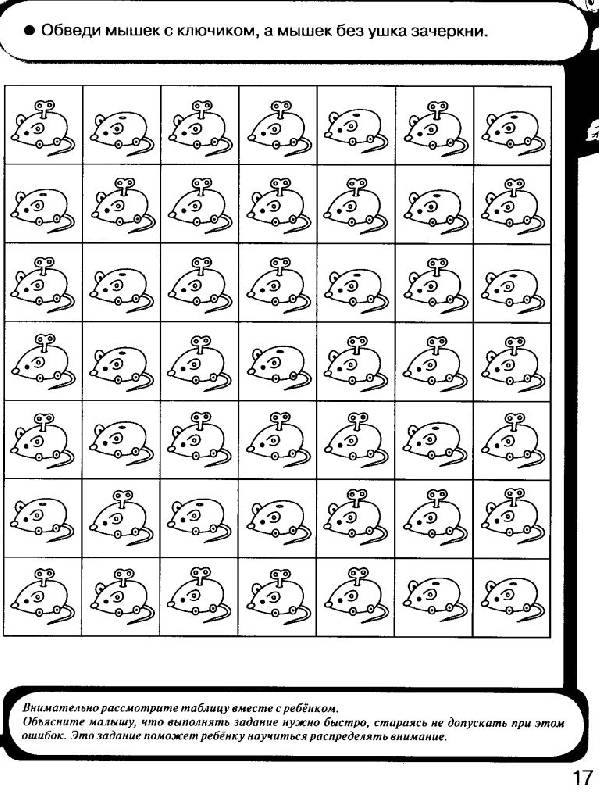 ● Обведи мышек с ключиком, а мышек без ушка зачеркни.
Внимательно рассмотрите таблицу вместе с ребёнком.
Объясните малышу, что выполнять задание нужно быстро, стараясь не допускать при этом
ошибок. Это задание поможет ребёнку научиться распределять внимание.
17